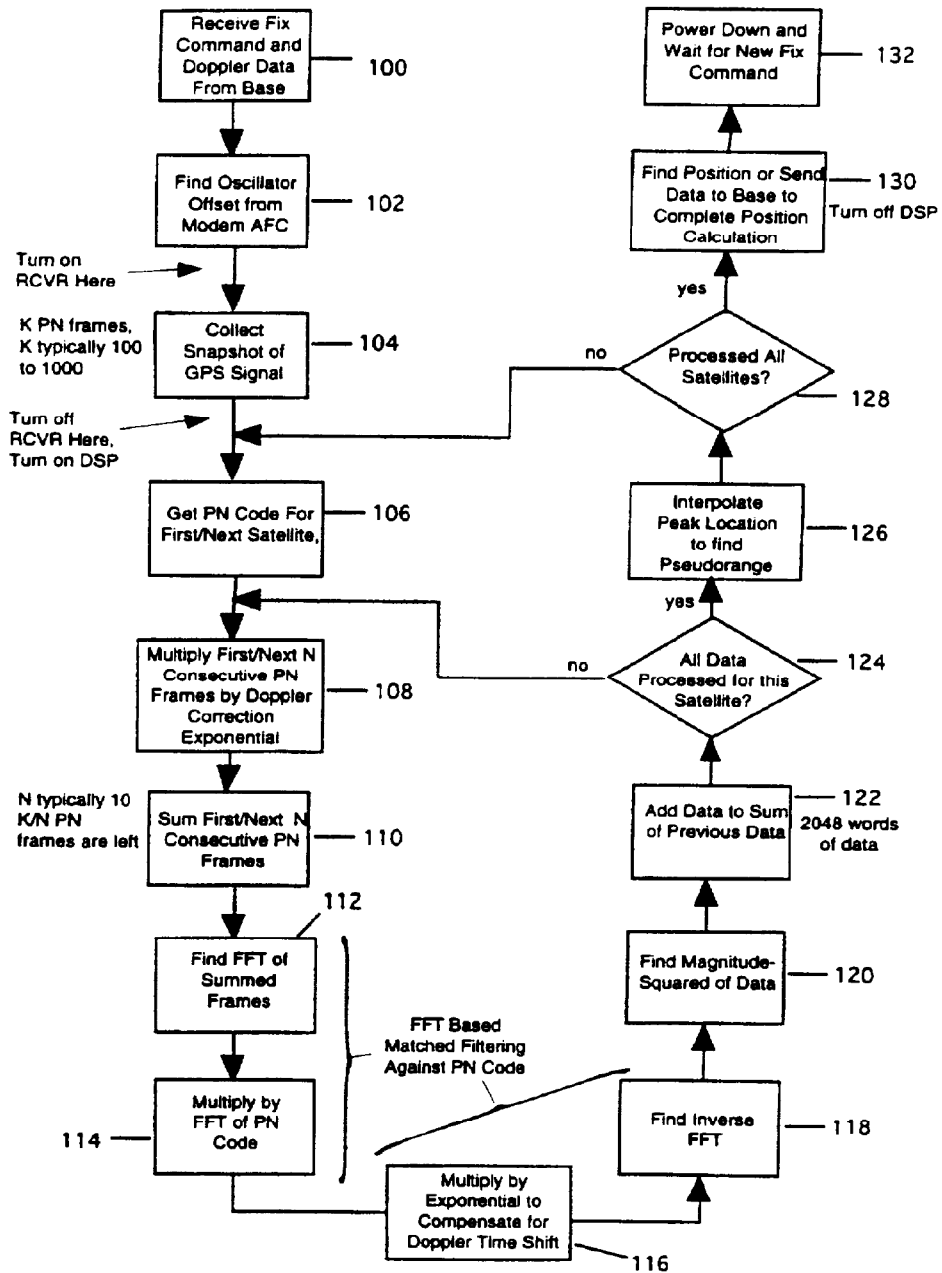 Receive Fix
Command and
Doppler Data
From Base
100
Find Oscillator
Offset from
Modem AFC
102
Turn on
RCVR Here
K PN frames,
K typically 100
to 1000
Collect
Snapshot of
GPS Signal
104
Turn off
RCVR Here,
Turn on DSP
Get PN Code For
First/Next Satellite,
106
Multiply First/Next N
Consecutive PN
Frames by Doppler
Correction
Exponential
108
N typically 10
K/N PN
frames are left
Sum First/Next N
Consecutive PN
Frames
110
112
Find FFT of
Summed
Frames
FFT Based
Matched Filtering
Against PN Code
Multiply by
FFT of PN
Code
114
Multiply by
Exponential to
Compensate for
Doppler Time Shift
116
Find Inverse
FFT
118
Find Magnitude-
Squared of Data
120
Add Data to Sum
of Previous Data
122
2048 words
of data
All Data
Processed for this
Satellite?
124
no
yes
Interpolate
Peak Location
to find
Pseudorange
126
Processed All
Satellites?
128
no
yes
Find Position or Send
Data to Base to
Complete Position
Calculation
130
Turn off DSP
Power Down and
Wait for New Fix
Command
132